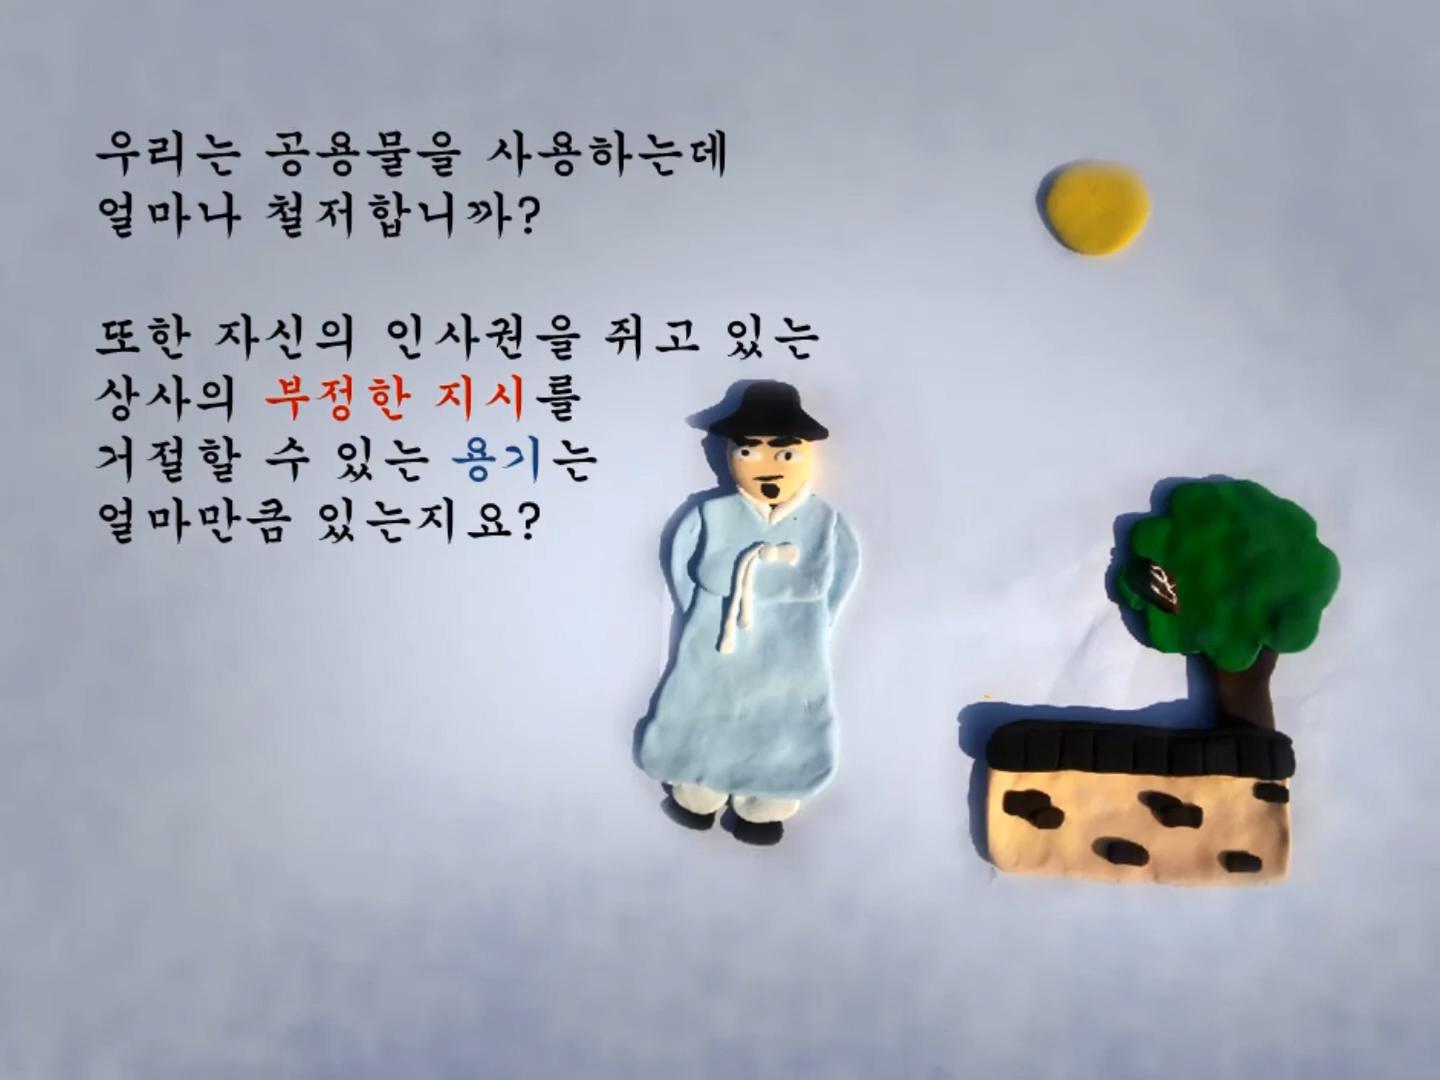 우리는 공용물을 사용하는데
얼마나 철저합니까?
또한 자신의 인사권을 쥐고 있는
상사의 부정한 지시를
거절할 수 있는 용기는
얼마만큼 있는지요?